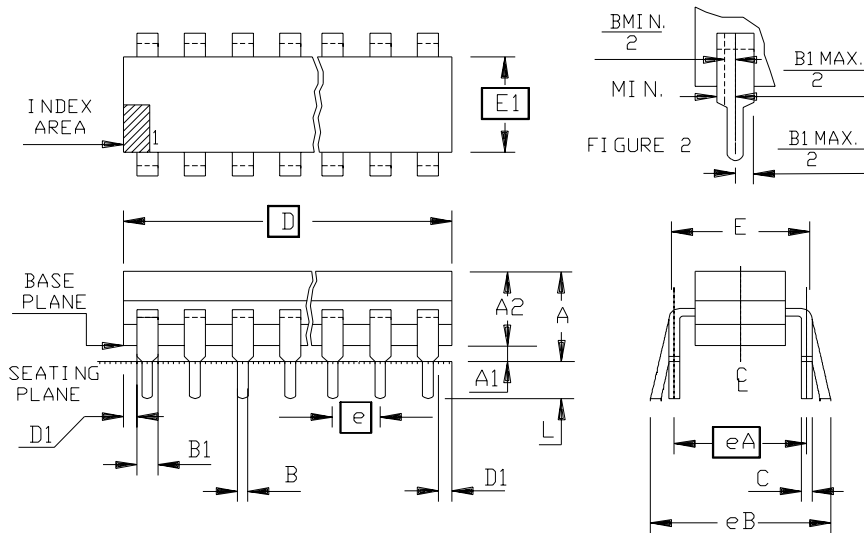 BMIN.
2
B1 MAX.
2
MIN.
E1
INDEX
AREA
1
FIGURE 2
B1 MAX.
2
D
E
BASE
PLANE
A2
A
SEATING
PLANE
A1
℄
e
L
D1
B1
B
D1
eA
C
eB